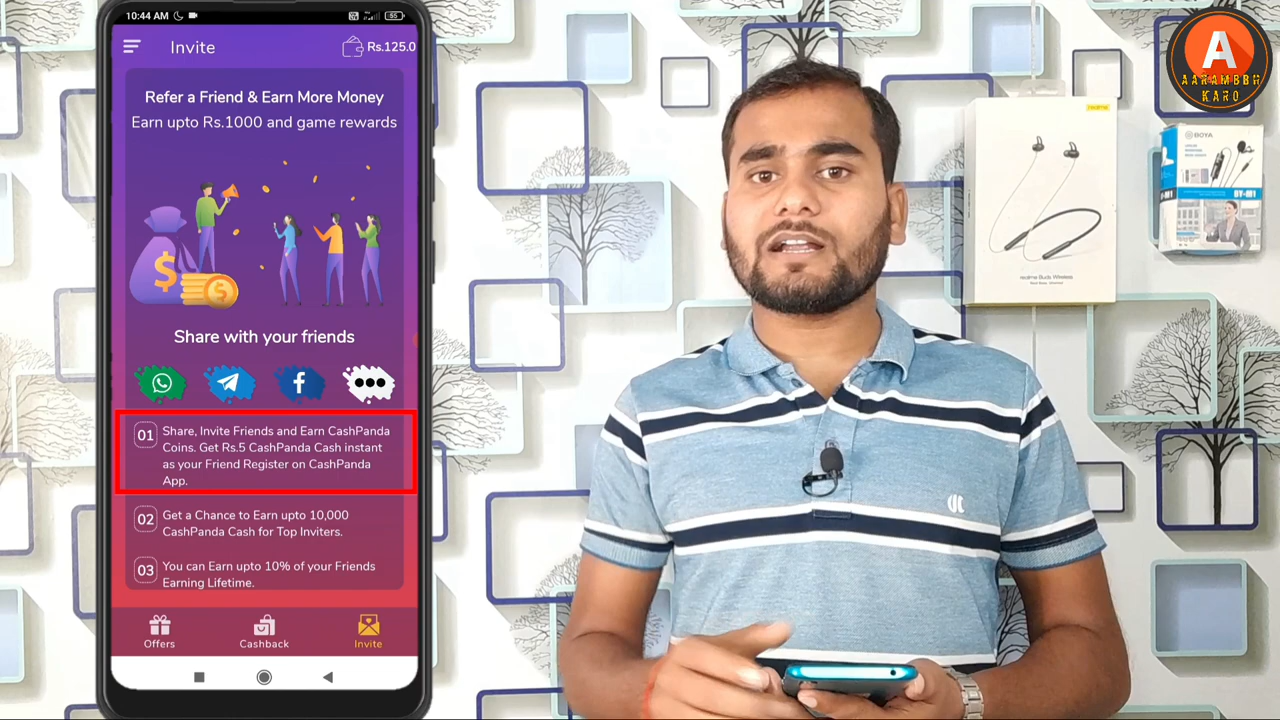 10:44 AM
85
Invite
Rs.125.0
Refer a Friend & Earn More Money
Earn upto Rs.1000 and game rewards
Share with your friends
01
Share, Invite Friends and Earn CashPanda
Coins. Get Rs.5 CashPanda Cash instant
as your Friend Register on CashPanda
App.
02
Get a Chance to Earn upto 10,000
CashPanda Cash for Top Inviters.
03
You can Earn upto 10% of your Friends
Earning Lifetime.
Offers
Cashback
Invite
realme
realme Buds Wireless
BOYA
BY-M1
A
AARAMBBH
KARO